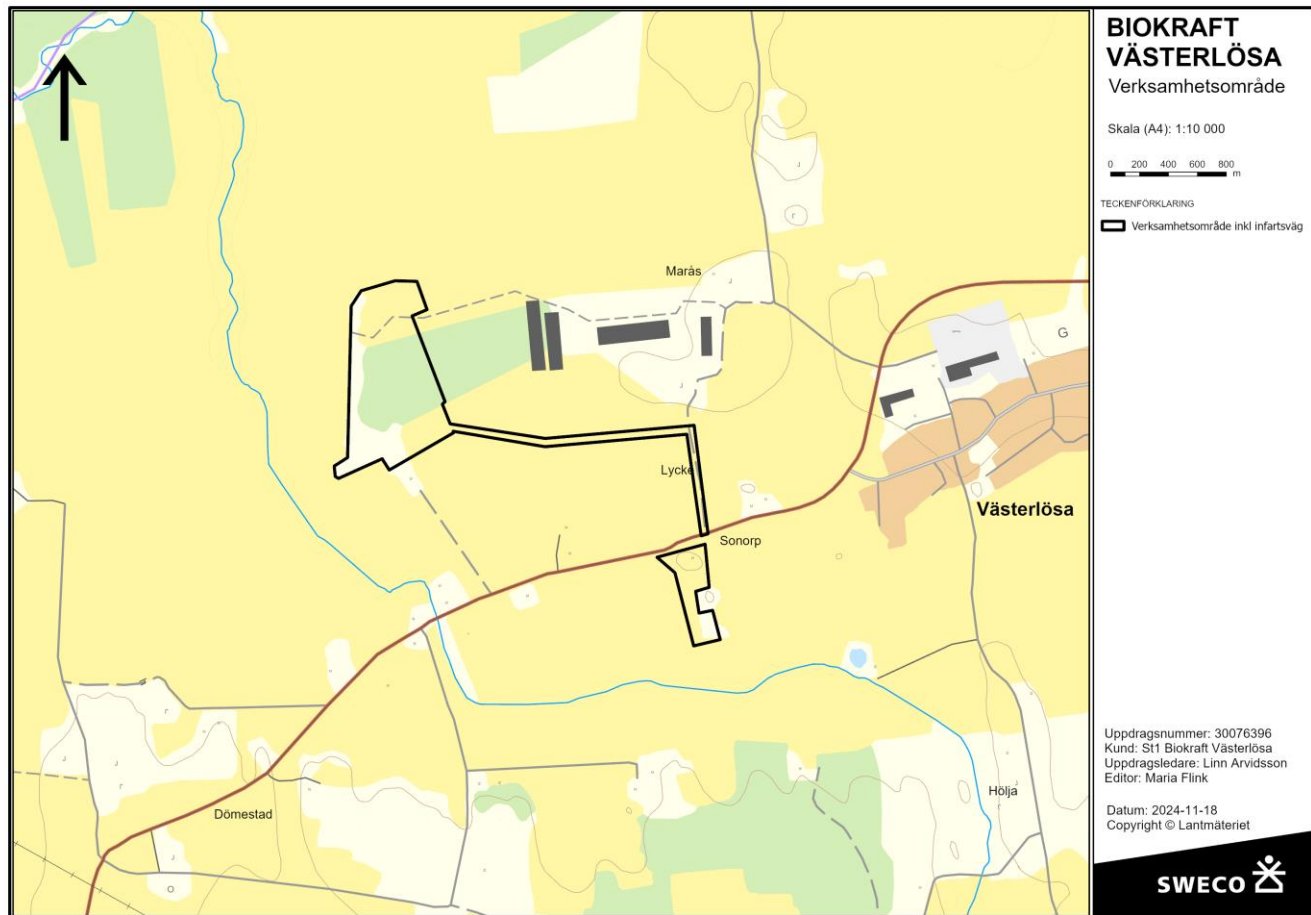 BIOKRAFT
VÄSTERLÖSA
Verksamhetsområde
Skala (A4): 1:10 000
0 200 400 600 800
m
TECKENFÖRKLARING
Verksamhetsområde inkl infartsväg
Marås
G
Lycke
Västerlösa
Sonorp
Hölja
Dömestad
Uppdragsnummer: 30076396
Kund: St1 Biokraft Västerlösa
Uppdragsledare: Linn Arvidsson
Editor: Maria Flink
Datum: 2024-11-18
Copyright © Lantmäteriet
SWECO